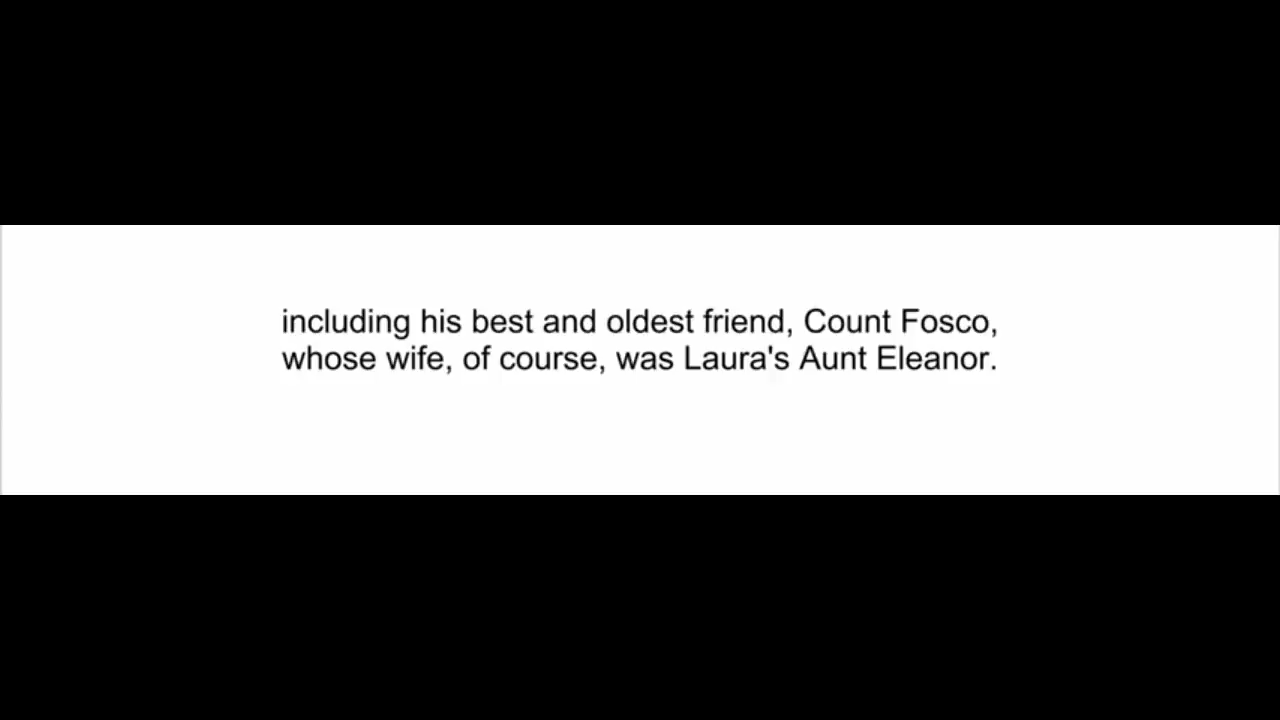 including his best and oldest friend, Count Fosco,
whose wife, of course, was Laura's Aunt Eleanor.